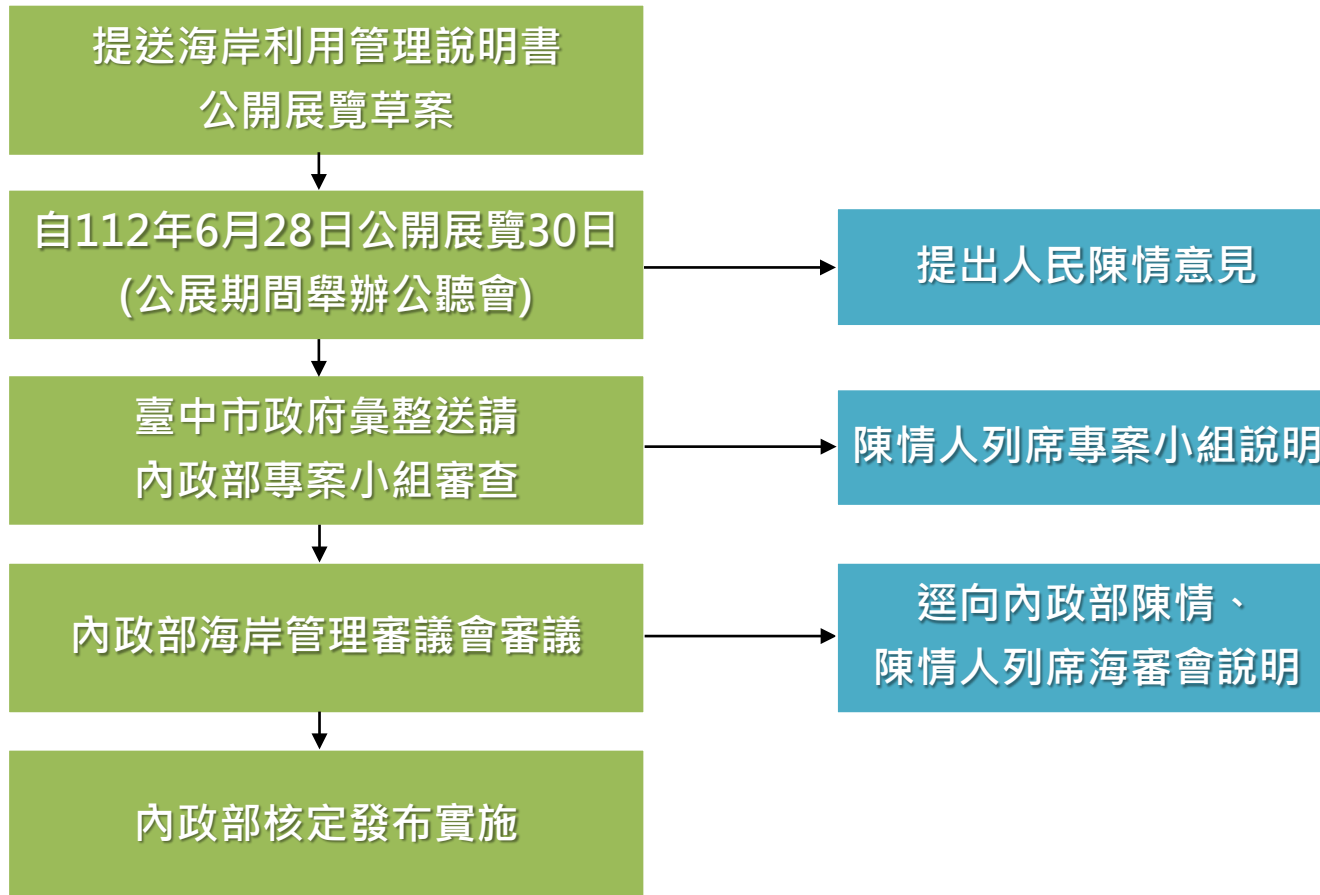 提送海岸利用管理說明書
公開展覽草案
自112年6月28日公開展覽30日
(公展期間舉辦公聽會)
提出人民陳情意見
臺中市政府彙整送請
內政部專案小組審查
陳情人列席專案小組說明
內政部海岸管理審議會審議
逕向內政部陳情、
陳情人列席海審會說明
內政部核定發布實施